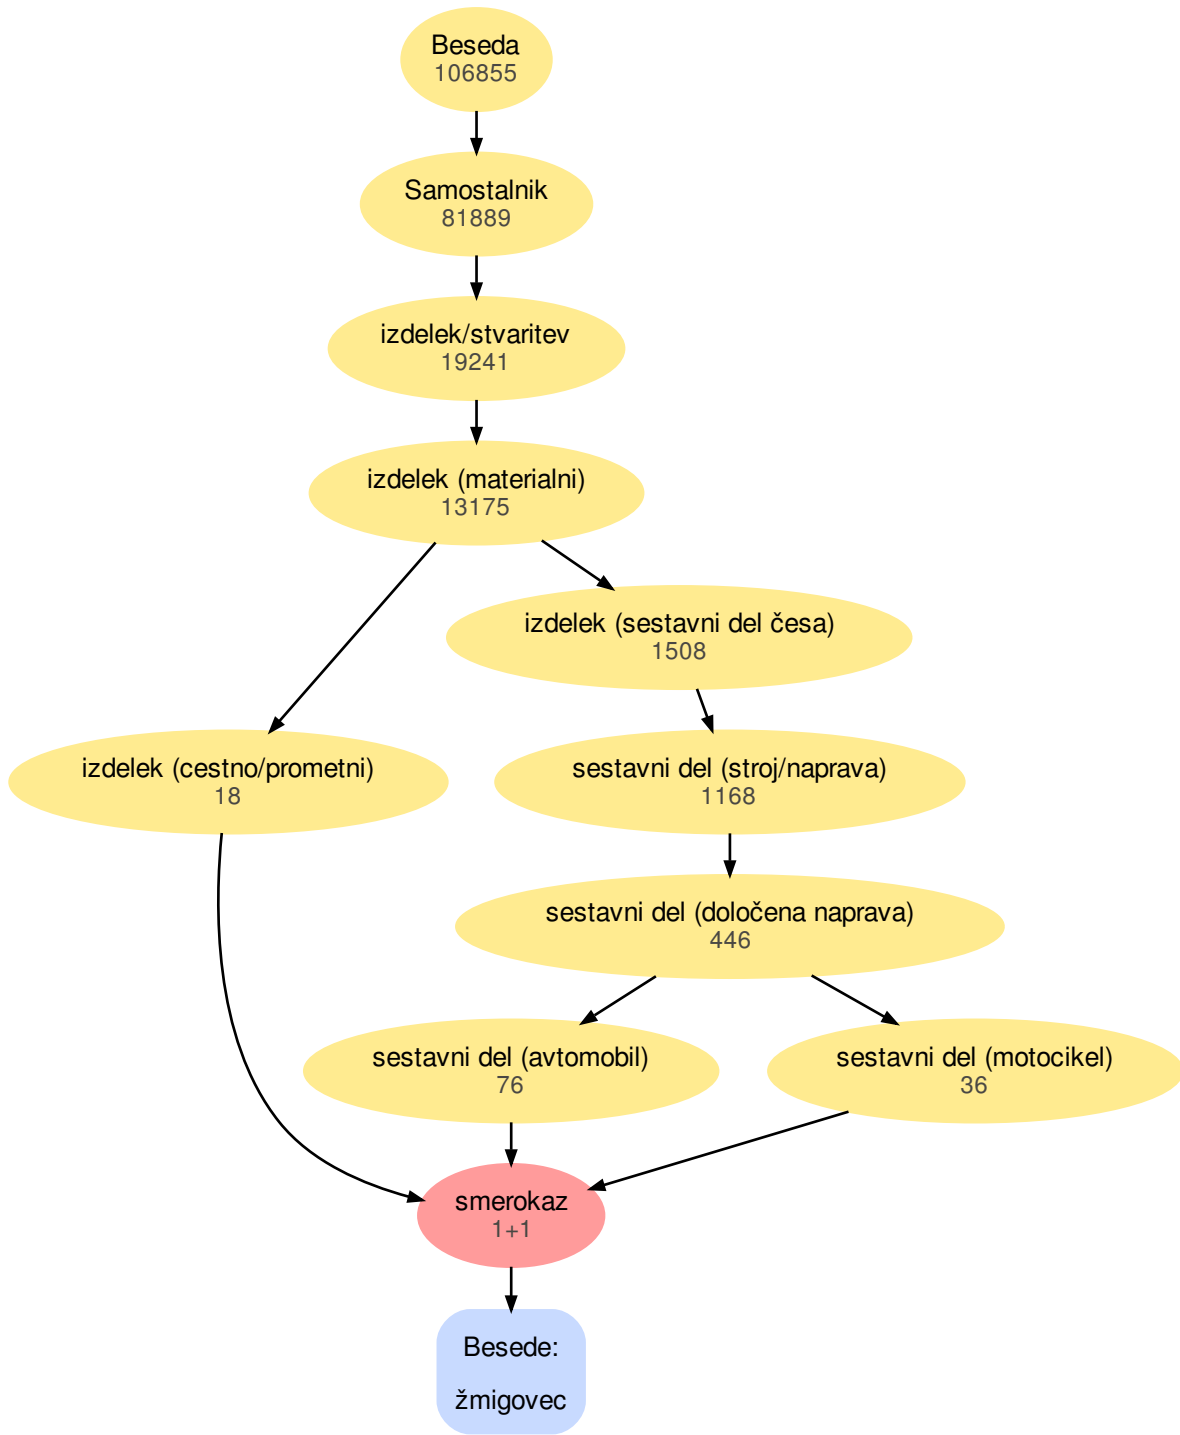 Beseda
106855
Samostalnik
81889
izdelek/stvaritev
19241
izdelek (materialni)
13175
izdelek (sestavni del česa)
1508
izdelek (cestno/prometni)
18
sestavni del (stroj/naprava)
1168
sestavni del (določena naprava)
446
sestavni del (avtomobil)
76
sestavni del (motocikel)
36
smerokaz
1+1
Besede:
žmigovec